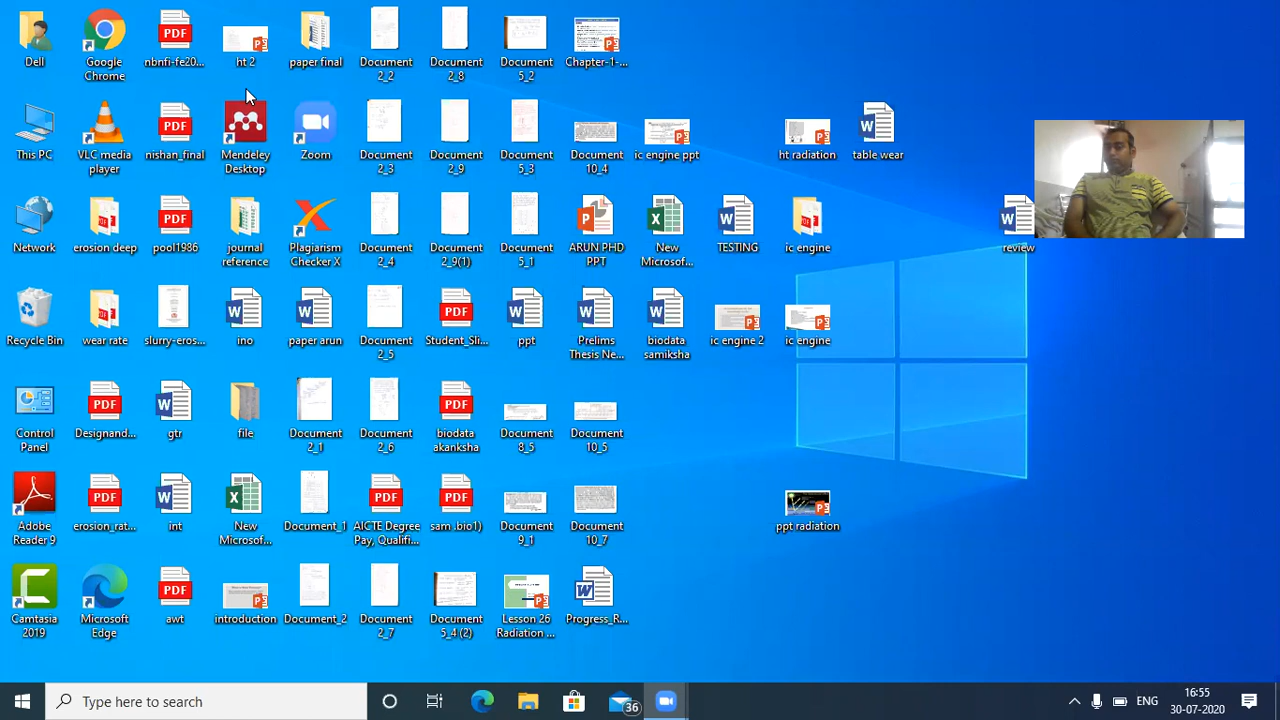 Dell
Google
Chrome
nbnfi-fe20...
ht 2
paper final
Document
2_2
Document
2_8
Document
5_2
Chapter-1-...
This PC
VLC media
player
nishan_final
Mendeley
Desktop
Zoom
Document
2_3
Document
2_9
Document
5_3
Document
10_4
ic engine ppt
ht radiation
table wear
Network
erosion deep
pool1986
journal
reference
Plagiarism
Checker X
Document
2_4
Document
2_9(1)
Document
5_1
ARUN PHD
PPT
New
Microsof...
TESTING
ic engine
review
Recycle Bin
wear rate
slurry-eros...
ino
paper arun
Document
2_5
Student_Sli...
ppt
Prelims
Thesis Ne...
biodata
samiksha
ic engine 2
ic engine
Control
Panel
Designand...
gtr
file
Document
2_1
Document
2_6
biodata
akanksha
Document
8_5
Document
10_5
Adobe
Reader 9
erosion_rat...
int
New
Microsof...
Document_1
AICTE Degree
Pay, Qualifi...
sam .bio1)
Document
9_1
Document
10_7
ppt radiation
Camtasia
2019
Microsoft
Edge
awt
introduction
Document_2
Document
2_7
Document
5_4 (2)
Lesson 26
Radiation ...
Progress_R...
Type here to search
36
ENG
16:55
30-07-2020